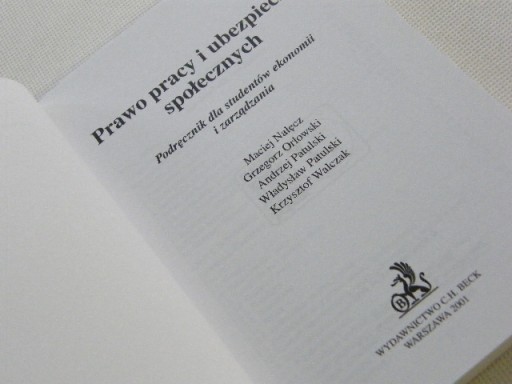 Prawo pracy i ubezpiec
społecznych
Podręcznik dla studentów ekonomii
i zarządzania
Maciej Nałęcz
Grzegorz Orłowski
Andrzej Patulski
Władysław Patulski
Krzysztof Walczak
B
WYDAWNICTWO C.H. BECK
WARSZAWA 2001